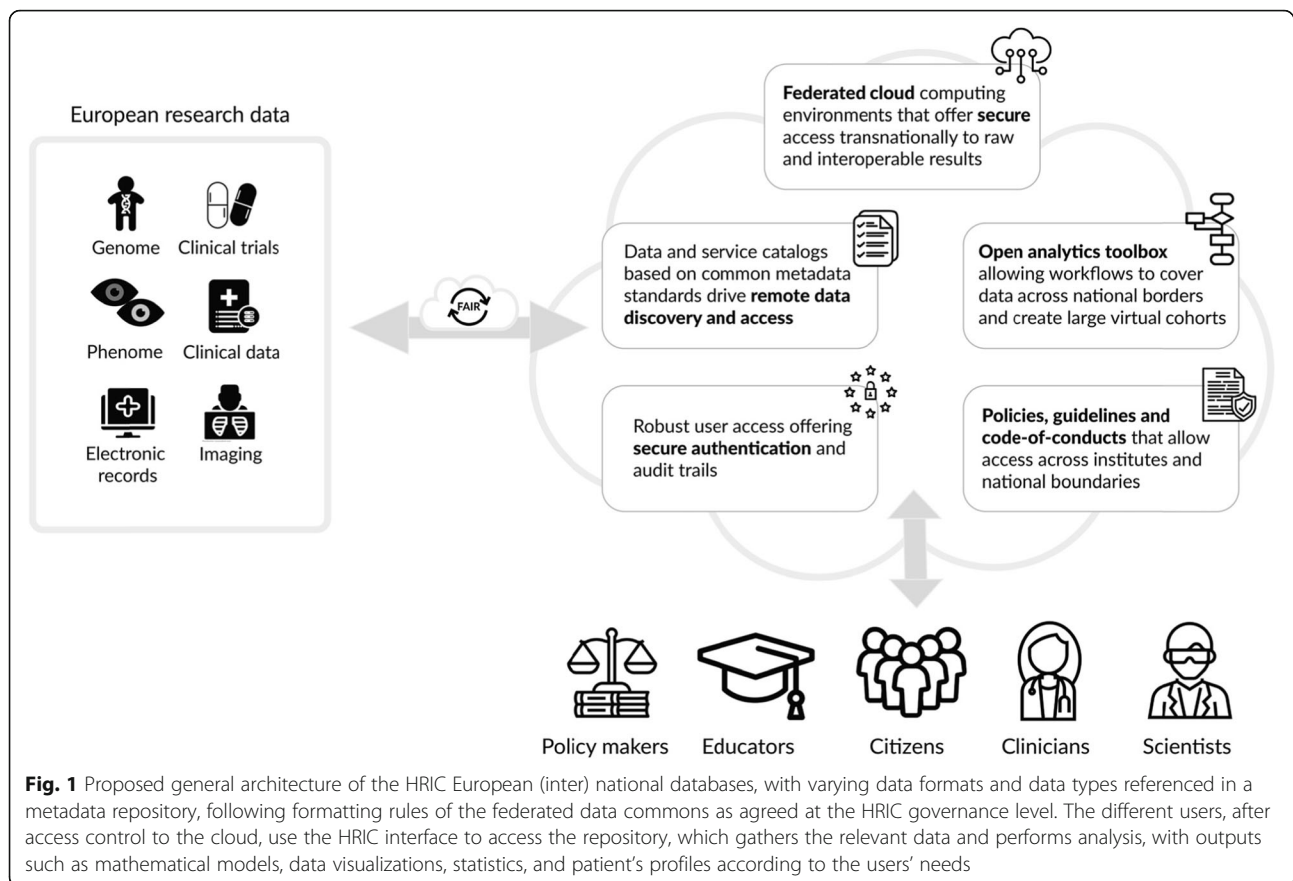 European research data
Genome
Clinical trials
Phenome
Clinical data
Electronic
records
Imaging
FAIR
Federated cloud computing
environments that offer secure
access transnationally to raw
and interoperable results
Data and service catalogs
based on common metadata
standards drive remote data
discovery and access
Open analytics toolbox
allowing workflows to cover
data across national borders
and create large virtual cohorts
Robust user access offering
secure authentication and
audit trails
Policies, guidelines and
code-of-conducts that allow
access across institutes and
national boundaries
Policy makers
Educators
Citizens
Clinicians
Scientists
Fig. 1 Proposed general architecture of the HRIC European (inter) national databases, with varying data formats and data types referenced in a
metadata repository, following formatting rules of the federated data commons as agreed at the HRIC governance level. The different users, after
access control to the cloud, use the HRIC interface to access the repository, which gathers the relevant data and performs analysis, with outputs
such as mathematical models, data visualizations, statistics, and patient's profiles according to the users' needs